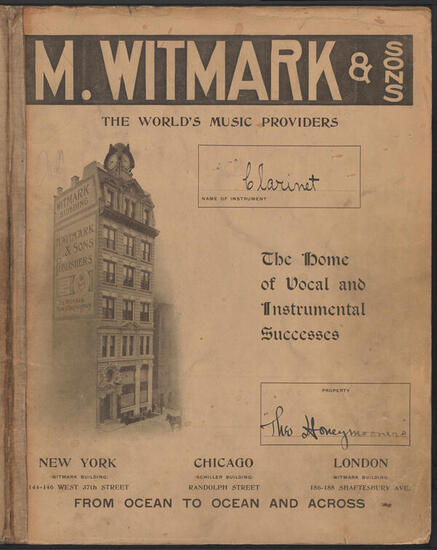 M. WITMARK & SONS
THE WORLD'S MUSIC PROVIDERS
Clarinet
NAME OF INSTRUMENT
WITMARK
BUILDING
M. WITMARK
& SONS
PUBLISHERS
The Home
of Vocal and
Instrumental
Successes
PROPERTY
"The Honeymooners"
NEW YORK
WITMARK BUILDING:
144-146 WEST 37th STREET
CHICAGO
SCHILLER BUILDING:
RANDOLPH STREET
LONDON
WITMARK BUILDING:
186-188 SHAFTESBURY AVE.
FROM OCEAN TO OCEAN AND ACROSS